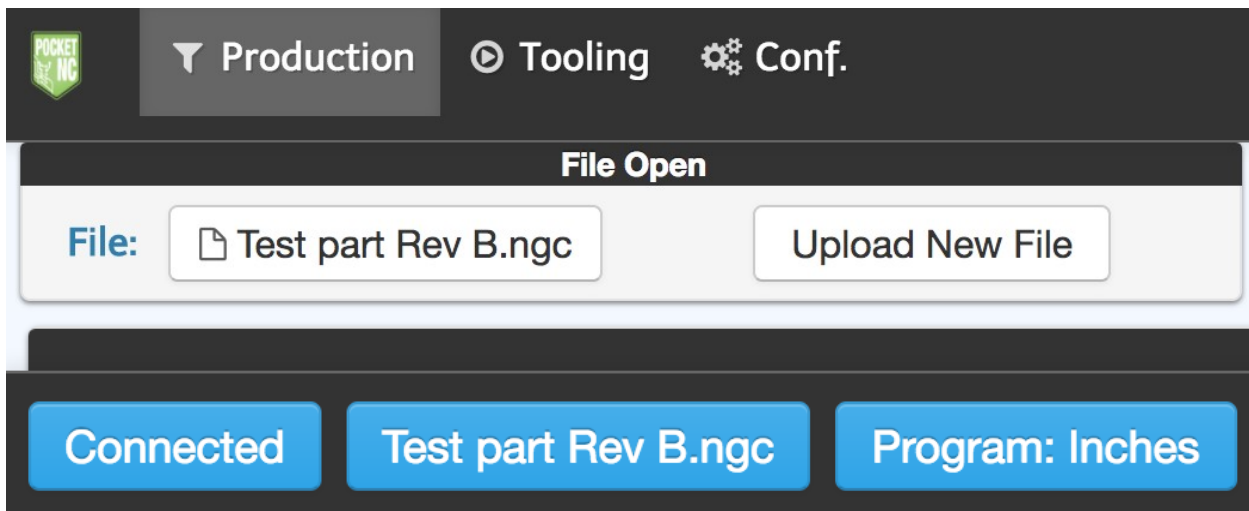 POCKET NC Production Tooling Conf.
File Open
File: Test part Rev B.ngc Upload New File
Connected Test part Rev B.ngc Program: Inches